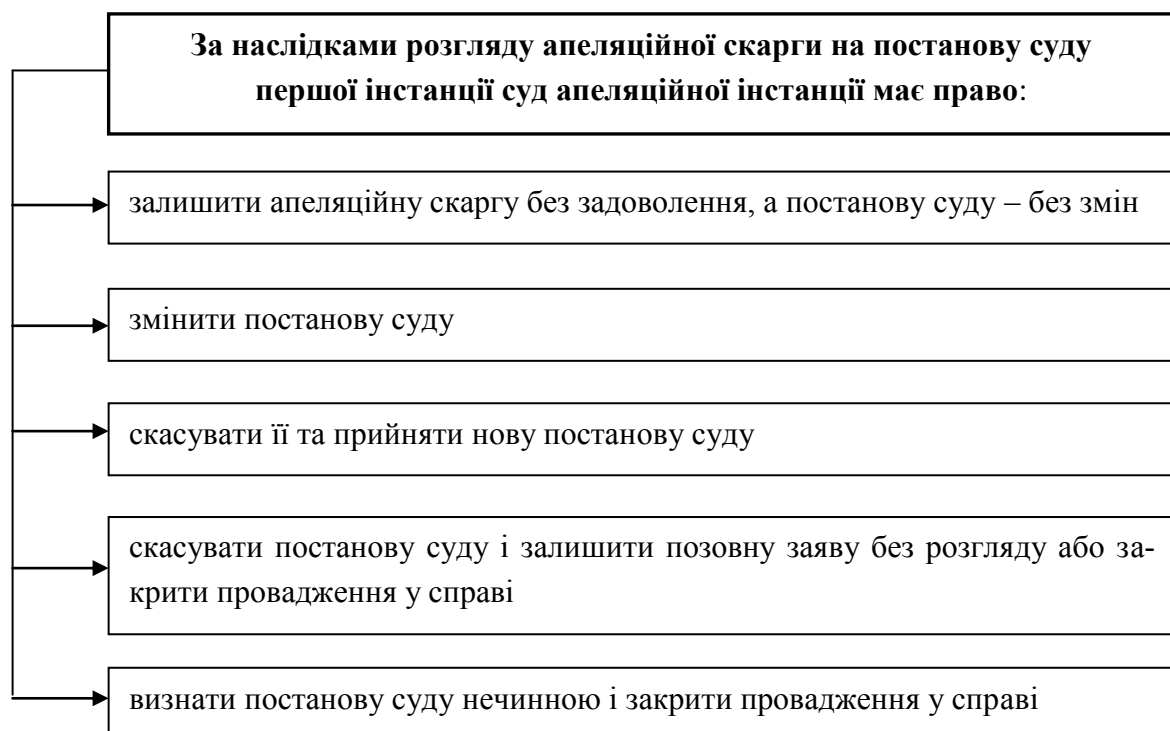 За наслідками розгляду апеляційної скарги на постанову суду
першої інстанції суд апеляційної інстанції має право:
залишити апеляційну скаргу без задоволення, а постанову суду – без змін
змінити постанову суду
скасувати її та прийняти нову постанову суду
скасувати постанову суду і залишити позовну заяву без розгляду або за-
крити провадження у справі
визнати постанову суду нечинною і закрити провадження у справі